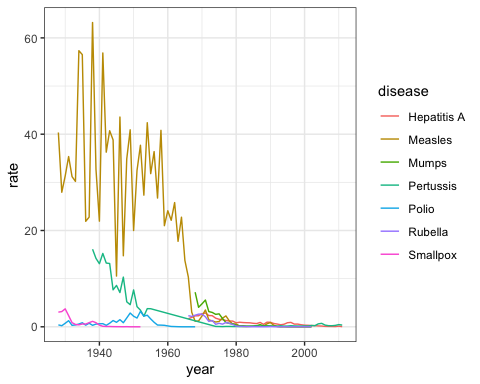 60
40
20
0
rate
1940
1960
1980
2000
year
disease
Hepatitis A
Measles
Mumps
Pertussis
Polio
Rubella
Smallpox